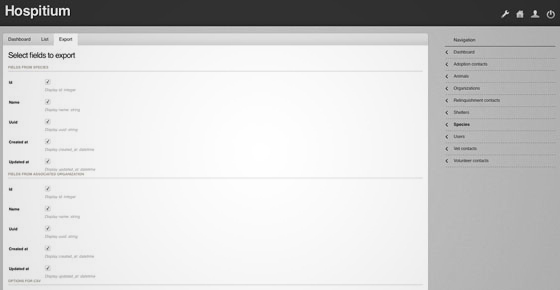 Hospitium
Dashboard List Export
Select fields to export
FIELDS FROM SPECIES
Id
Display id: integer
Name
Display name: string
Uuid
Display uuid: string
Created at
Display created_at: datetime
Updated at
Display updated_at: datetime
FIELDS FROM ASSOCIATED ORGANIZATION
Id
Display id: integer
Name
Display name: string
Uuid
Display uuid: string
Created at
Display created_at: datetime
Updated at
Display updated_at: datetime
OPTIONS FOR CSV
Navigation
Dashboard
Adoption contacts
Animals
Organizations
Relinquishment contacts
Shelters
Species
Users
Vet contacts
Volunteer contacts